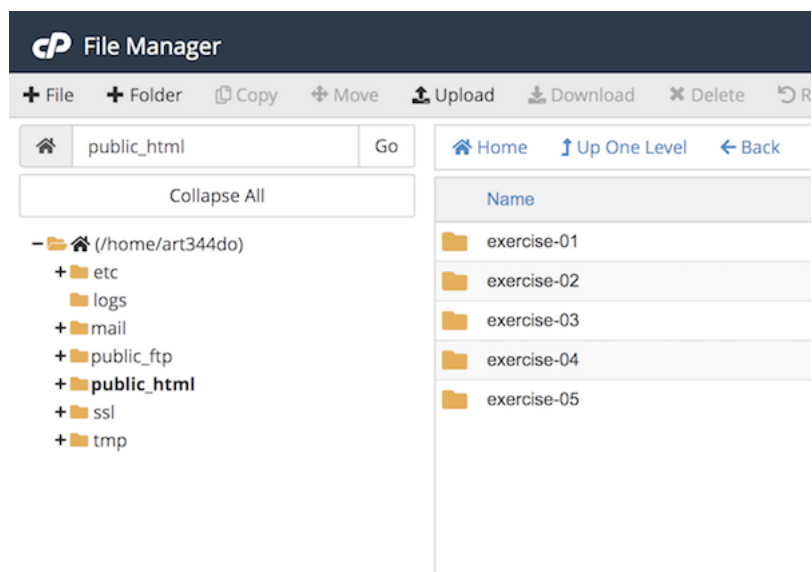 cP File Manager
File Folder Copy Move Upload Download Delete
public_html Go
Home Up One Level Back
Collapse All
Name
(/home/art344do)
etc
logs
mail
public_ftp
public_html
ssl
tmp
exercise-01
exercise-02
exercise-03
exercise-04
exercise-05